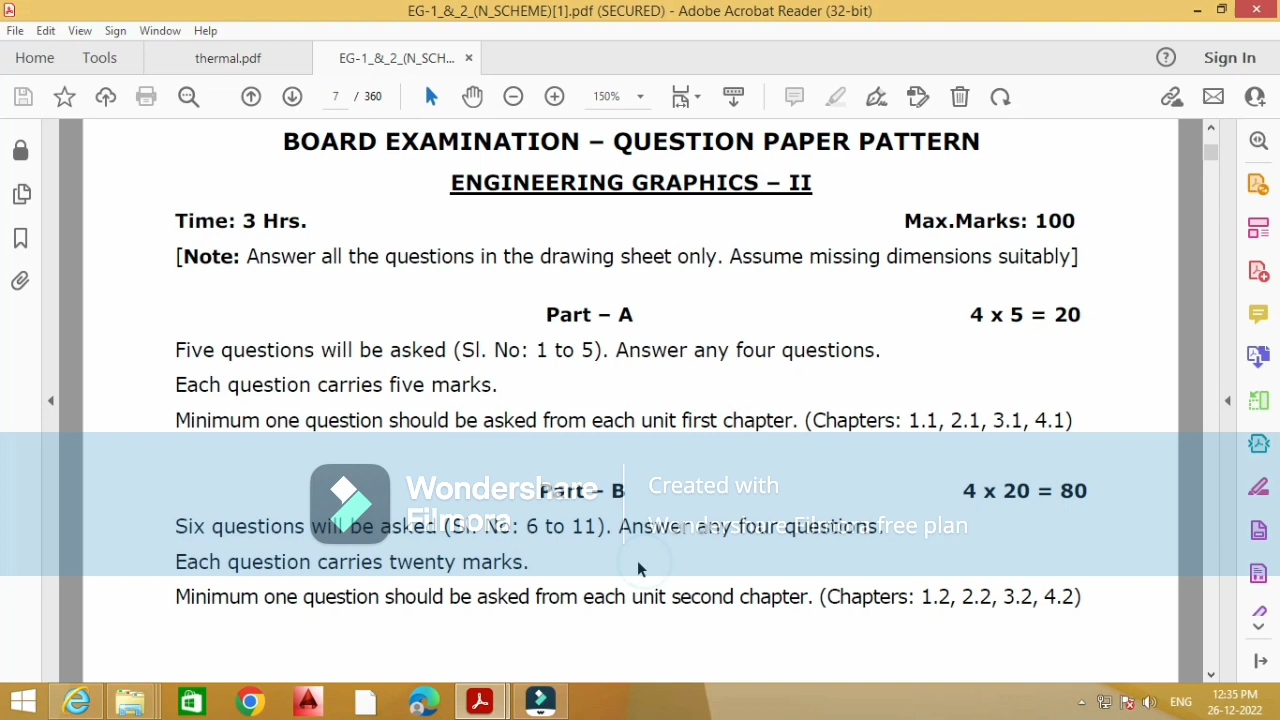 EG-1_&_2_(N_SCHEME)[1].pdf (SECURED) - Adobe Acrobat Reader (32-bit)
File Edit View Sign Window Help
Home Tools thermal.pdf EG-1_&_2_(N_SCH... × Sign In
7 / 360 150%
BOARD EXAMINATION – QUESTION PAPER PATTERN
ENGINEERING GRAPHICS – II
Time: 3 Hrs. Max.Marks: 100
[Note: Answer all the questions in the drawing sheet only. Assume missing dimensions suitably]
Part – A 4 x 5 = 20
Five questions will be asked (Sl. No: 1 to 5). Answer any four questions.
Each question carries five marks.
Minimum one question should be asked from each unit first chapter. (Chapters: 1.1, 2.1, 3.1, 4.1)
Part – B 4 x 20 = 80
Wondershare Filmora
Created with
Wondershare Filmora free plan
Six questions will be asked (Sl. No: 6 to 11). Answer any four questions.
Each question carries twenty marks.
Minimum one question should be asked from each unit second chapter. (Chapters: 1.2, 2.2, 3.2, 4.2)
ENG 12:35 PM
26-12-2022